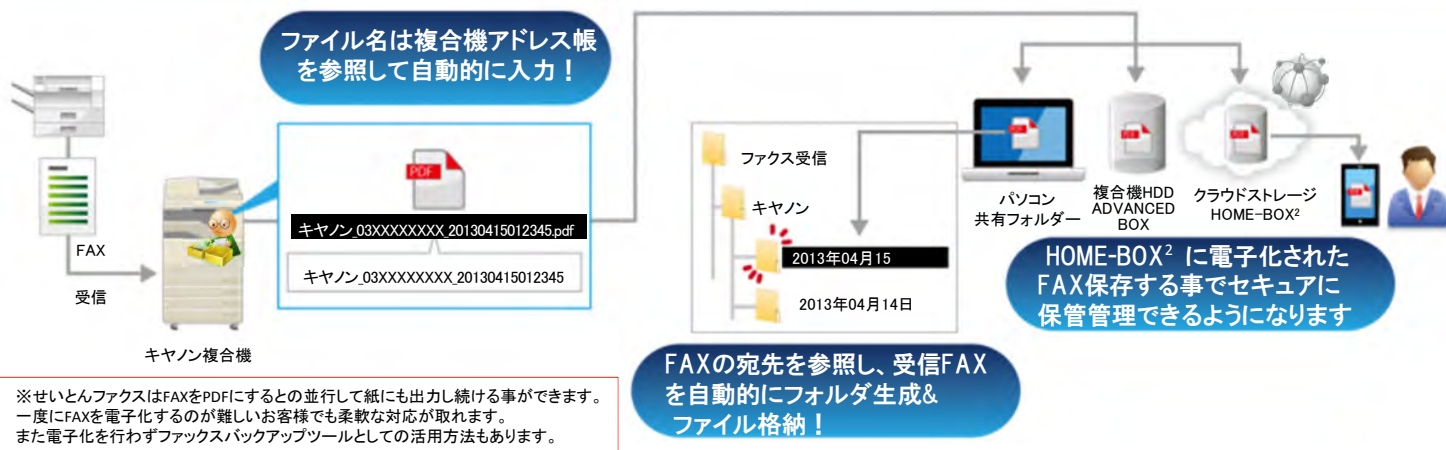 ファイル名は複合機アドレス帳
を参照して自動的に入力！
FAX
受信
キヤノン複合機
PDF
キヤノン_03XXXXXXXX_20130415012345.pdf
キヤノン_03XXXXXXXX_20130415012345
ファクス受信
キヤノン
2013年04月15
2013年04月14日
FAXの宛先を参照し、受信FAX
を自動的にフォルダ生成&
ファイル格納！
PDF
パソコン
共有フォルダー
PDF
複合機HDD
ADVANCED
BOX
PDF
クラウドストレージ
HOME-BOX²
PDF
HOME-BOX² に電子化された
FAX保存する事でセキュアに
保管管理できるようになります
※せいとんファクスはFAXをPDFにするとの並行して紙にも出力し続ける事ができます。
一度にFAXを電子化するのが難しいお客様でも柔軟な対応が取れます。
また電子化を行わずファックスバックアップツールとしての活用方法もあります。